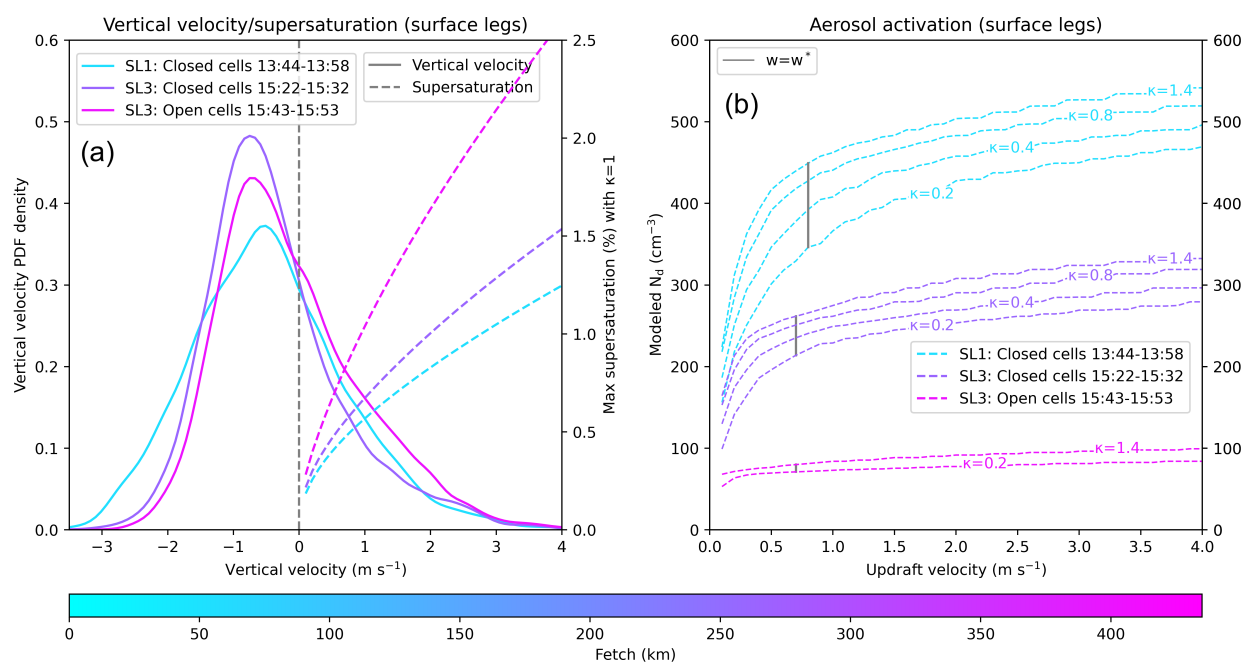 Vertical velocity/supersaturation (surface legs)
SL1: Closed cells 13:44-13:58
SL3: Closed cells 15:22-15:32
SL3: Open cells 15:43-15:53
Vertical velocity
Supersaturation
(a)
0.6
0.5
0.4
0.3
0.2
0.1
0.0
Vertical velocity PDF density
2.5
2.0
1.5
1.0
0.5
0.0
Max supersaturation (%) with κ=1
−3 −2 −1 0 1 2 3 4
Vertical velocity (m s⁻¹)
Aerosol activation (surface legs)
w=w*
(b)
600
500
400
300
200
100
0
Modeled N_d (cm⁻³)
600
500
400
300
200
100
0
κ=1.4
κ=0.8
κ=0.4
κ=0.2
κ=1.4
κ=0.8
κ=0.4
κ=0.2
SL1: Closed cells 13:44-13:58
SL3: Closed cells 15:22-15:32
SL3: Open cells 15:43-15:53
κ=1.4
κ=0.2
0.0 0.5 1.0 1.5 2.0 2.5 3.0 3.5 4.0
Updraft velocity (m s⁻¹)
0 50 100 150 200 250 300 350 400
Fetch (km)